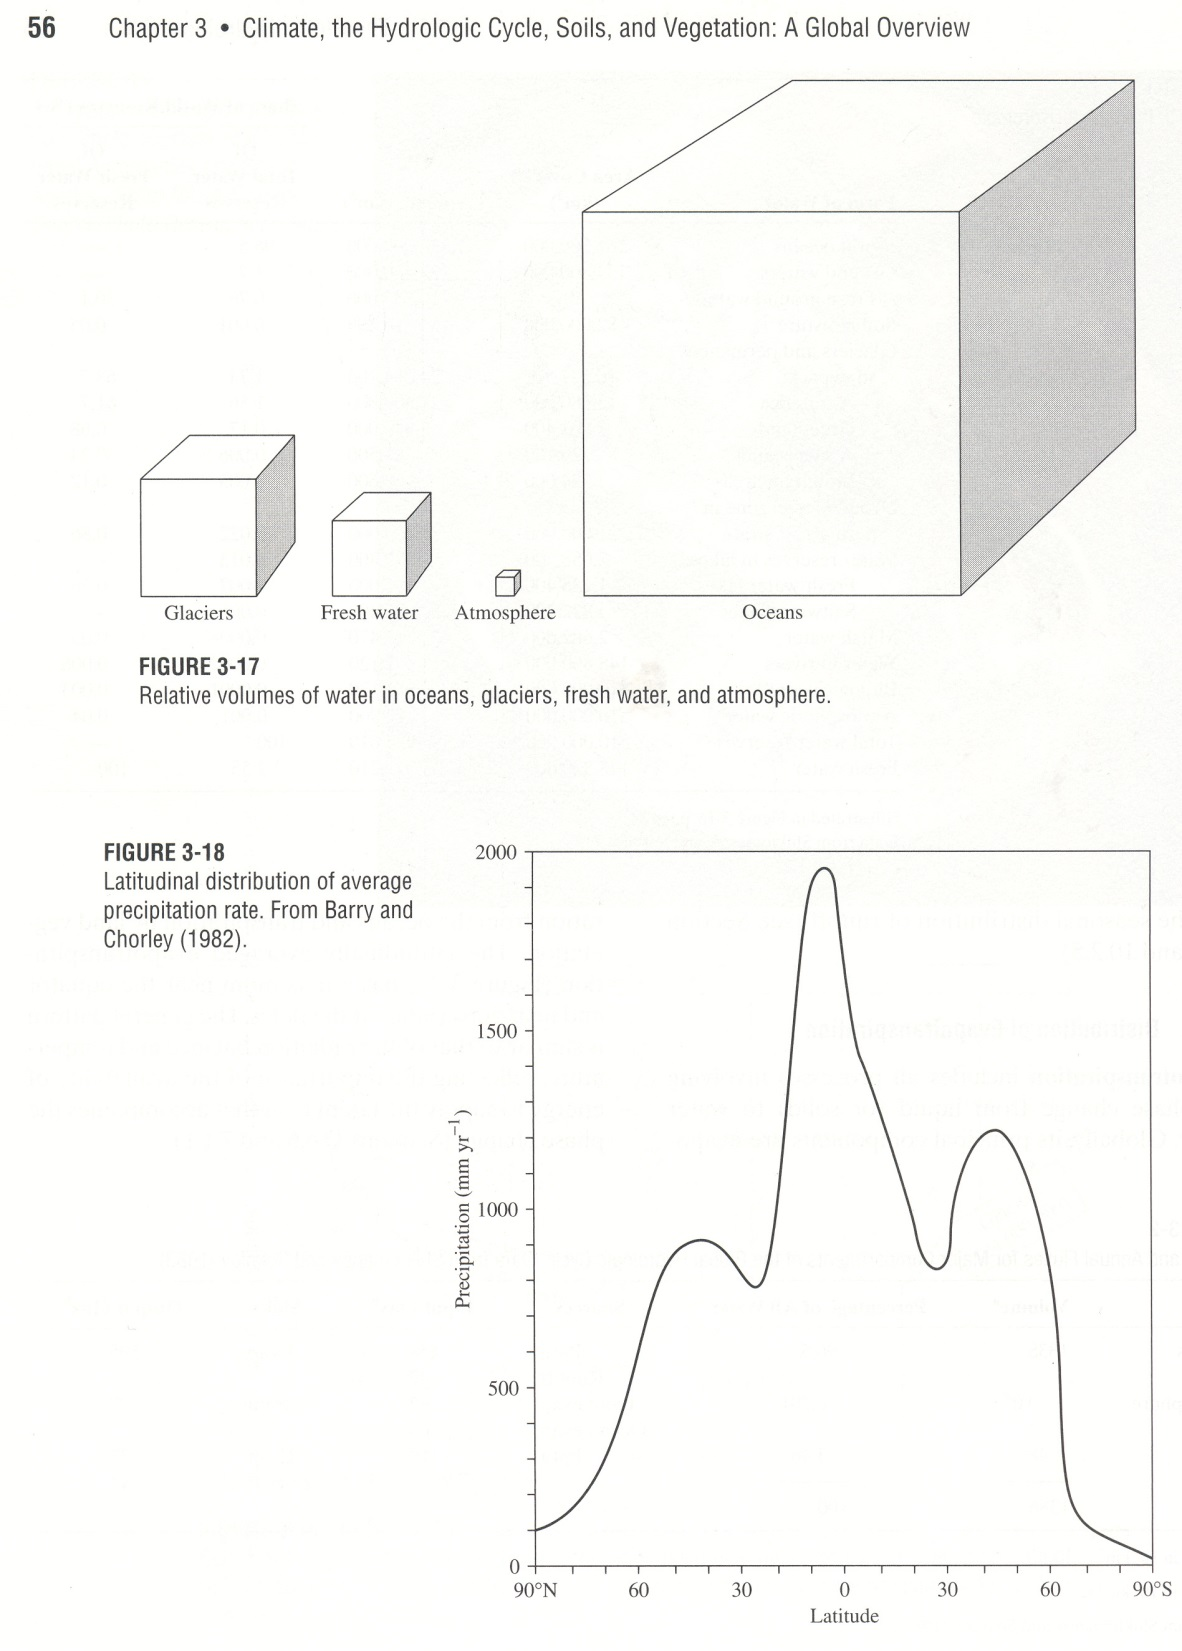 56 Chapter 3 • Climate, the Hydrologic Cycle, Soils, and Vegetation: A Global Overview
Glaciers Fresh water Atmosphere Oceans
FIGURE 3-17
Relative volumes of water in oceans, glaciers, fresh water, and atmosphere.
FIGURE 3-18
Latitudinal distribution of average
precipitation rate. From Barry and
Chorley (1982).
2000
1500
1000
500
0
Precipitation (mm yr⁻¹)
90°N 60 30 0 30 60 90°S
Latitude